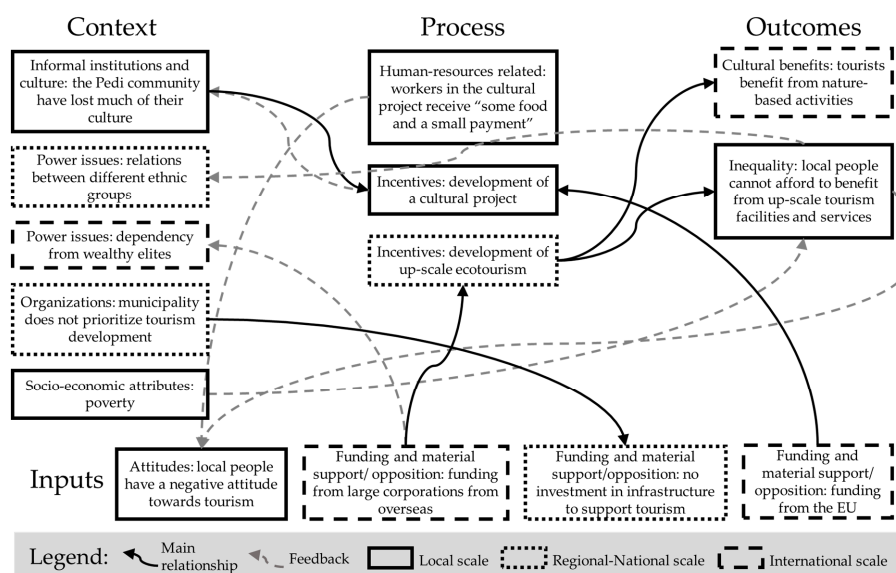 Context
Process
Outcomes
Informal institutions and
culture: the Pedi community
have lost much of their
culture
Human-resources related:
workers in the cultural
project receive “some food
and a small payment”
Cultural benefits: tourists
benefit from nature-
based activities
Power issues: relations
between different ethnic
groups
Incentives: development of
a cultural project
Inequality: local people
cannot afford to benefit
from up-scale tourism
facilities and services
Power issues: dependency
from wealthy elites
Incentives: development of
up-scale ecotourism
Organizations: municipality
does not prioritize tourism
development
Socio-economic attributes:
poverty
Inputs
Attitudes: local people
have a negative attitude
towards tourism
Funding and material
support/ opposition: funding
from large corporations from
overseas
Funding and material
support/opposition: no
investment in infrastructure
to support tourism
Funding and
material support/
opposition: funding
from the EU
Legend:
Main
relationship
Feedback
Local scale
Regional-National scale
International scale